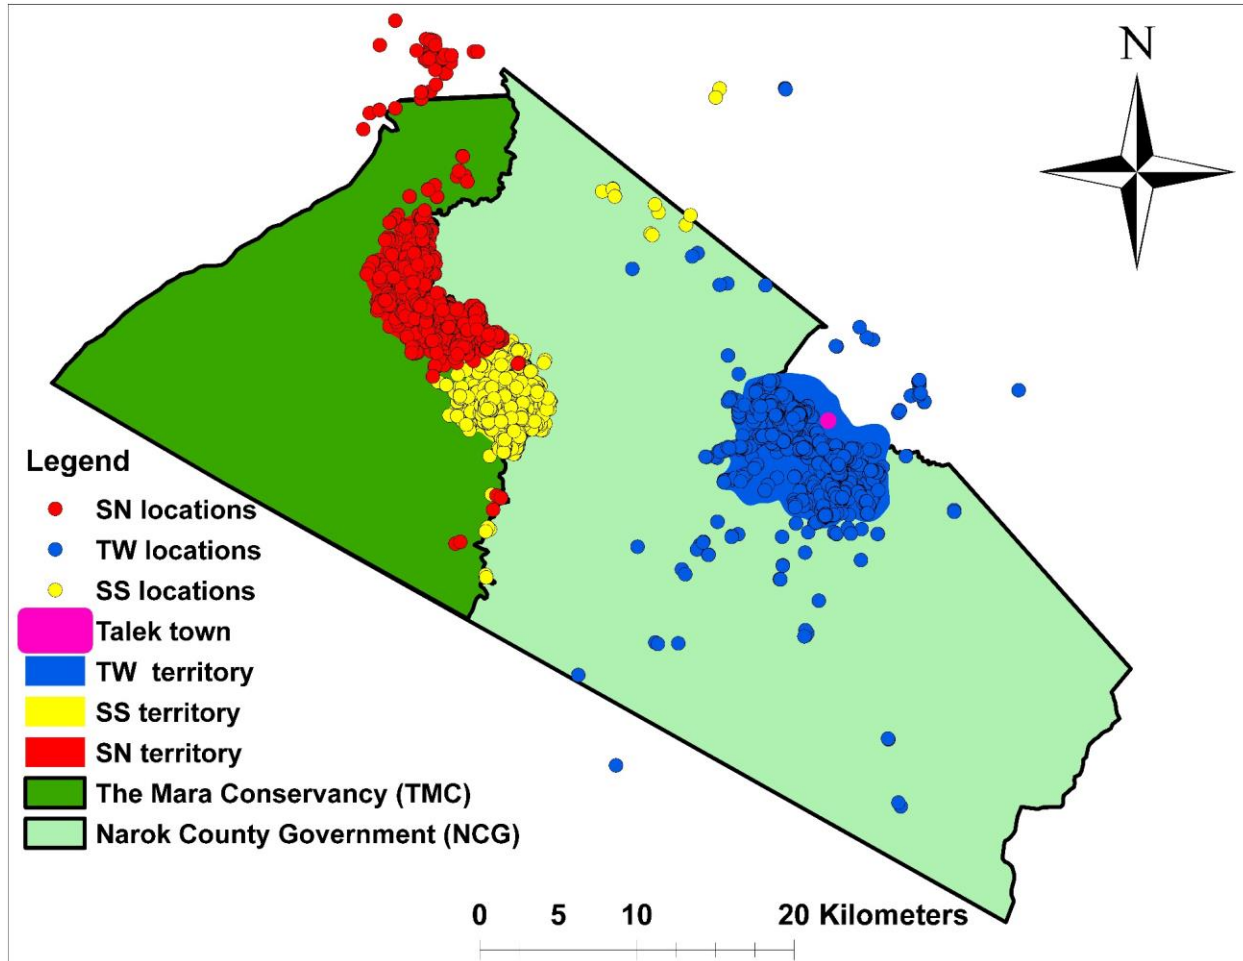 N
Legend
SN locations
TW locations
SS locations
Talek town
TW territory
SS territory
SN territory
The Mara Conservancy (TMC)
Narok County Government (NCG)
0 5 10 20 Kilometers